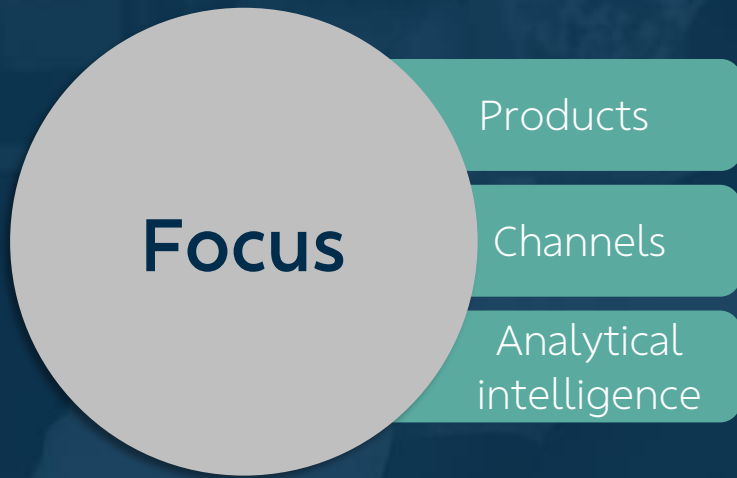 Focus
Products
Channels
Analytical
intelligence